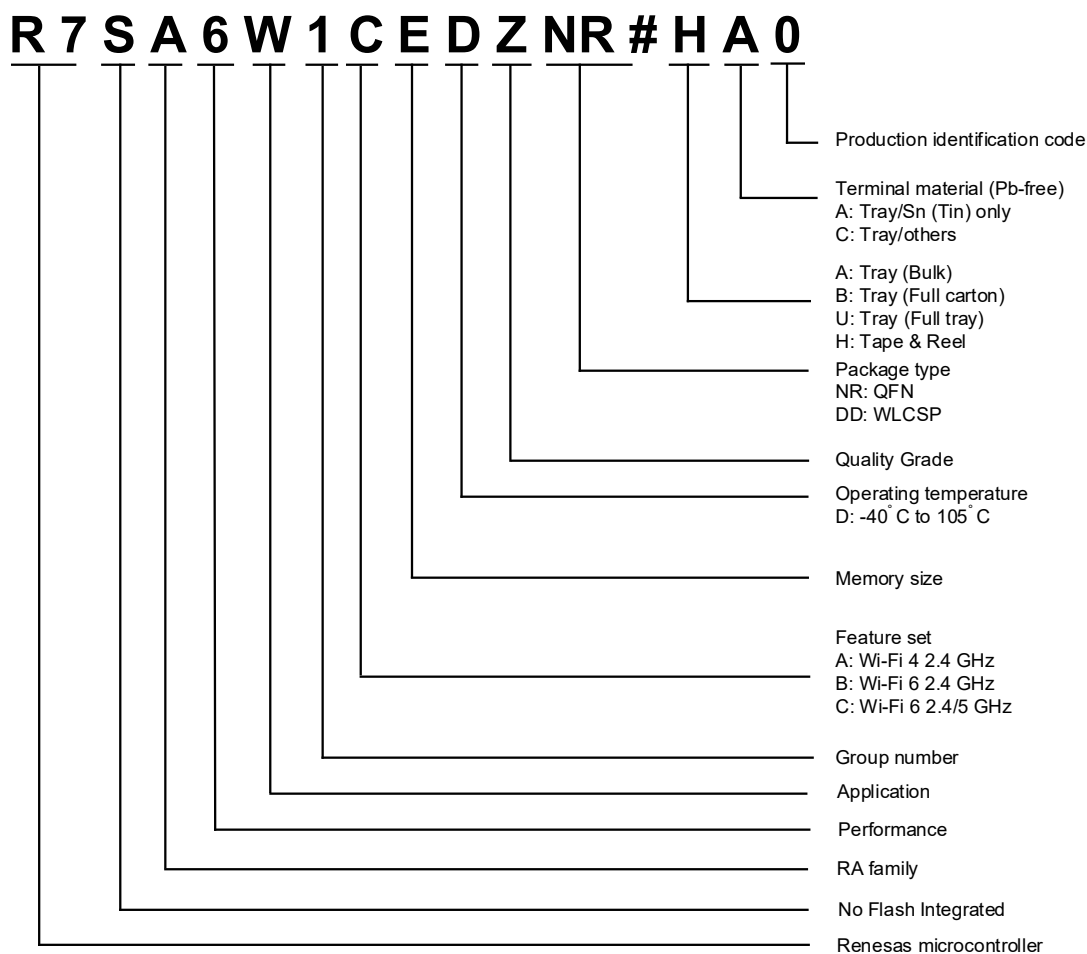 R 7 S A 6 W 1 C E D Z NR # H A 0
Production identification code
Terminal material (Pb-free)
A: Tray/Sn (Tin) only
C: Tray/others
A: Tray (Bulk)
B: Tray (Full carton)
U: Tray (Full tray)
H: Tape & Reel
Package type
NR: QFN
DD: WLCSP
Quality Grade
Operating temperature
D: -40°C to 105°C
Memory size
Feature set
A: Wi-Fi 4 2.4 GHz
B: Wi-Fi 6 2.4 GHz
C: Wi-Fi 6 2.4/5 GHz
Group number
Application
Performance
RA family
No Flash Integrated
Renesas microcontroller